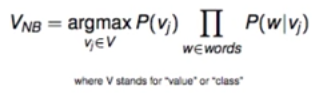 V_NB = argmax P(v_j) ∏ P(w|v_j)
v_j∈V w∈words
where V stands for "value" or "class"